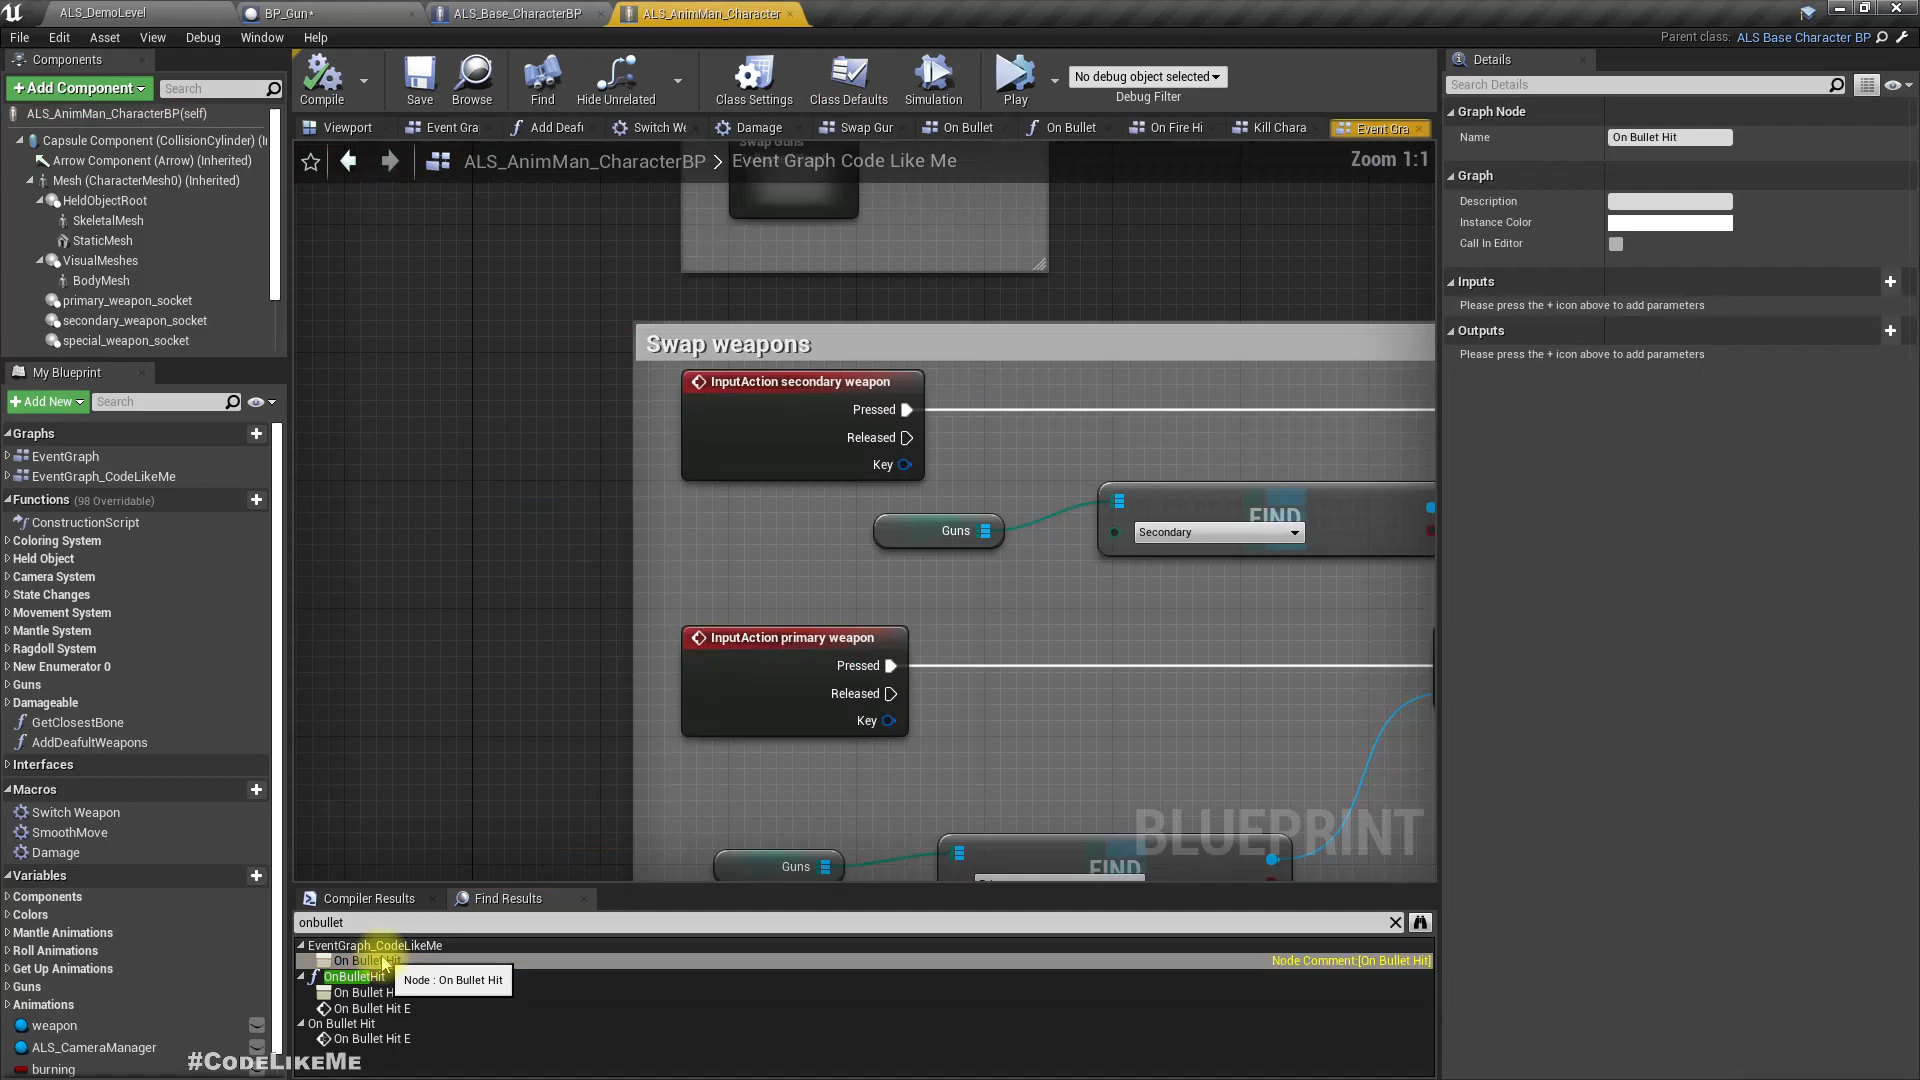 ALS_DemoLevel
BP_Gun*
ALS_Base_CharacterBP
ALS_AnimMan_Character
File Edit Asset View Debug Window Help
Parent class: ALS Base Character BP
Components
+Add Component
Search
ALS_AnimMan_CharacterBP(self)
Capsule Component (CollisionCylinder) (I
Arrow Component (Arrow) (Inherited)
Mesh (CharacterMesh0) (Inherited)
HeldObjectRoot
SkeletalMesh
StaticMesh
VisualMeshes
BodyMesh
primary_weapon_socket
secondary_weapon_socket
special_weapon_socket
My Blueprint
+Add New
Search
Graphs
EventGraph
EventGraph_CodeLikeMe
Functions (98 Overridable)
ConstructionScript
Coloring System
Held Object
Camera System
State Changes
Movement System
Mantle System
Ragdoll System
New Enumerator 0
Guns
Damageable
GetClosestBone
AddDeafultWeapons
Interfaces
Macros
Switch Weapon
SmoothMove
Damage
Variables
Components
Colors
Mantle Animations
Roll Animations
Get Up Animations
Guns
Animations
weapon
ALS_CameraManager
burning
#CodeLikeMe
Compile
Save
Browse
Find
Hide Unrelated
Class Settings
Class Defaults
Simulation
Play
No debug object selected
Debug Filter
Viewport
Event Gra
Add Deafu
Switch We
Damage
Swap Gur
On Bullet
On Bullet
On Fire Hi
Kill Chara
Event Gra
ALS_AnimMan_CharacterBP > Event Graph Code Like Me
Zoom 1:1
Swap Guns
Swap weapons
InputAction secondary weapon
Pressed
Released
Key
Guns
FIND
Secondary
InputAction primary weapon
Pressed
Released
Key
Guns
FIND
BLUEPRINT
Compiler Results
Find Results
onbullet
EventGraph_CodeLikeMe
On Bullet Hit
Node Comment:[On Bullet Hit]
OnBulletHit
Node : On Bullet Hit
On Bullet H
On Bullet Hit E
On Bullet Hit
On Bullet Hit E
Details
Search Details
Graph Node
Name
On Bullet Hit
Graph
Description
Instance Color
Call In Editor
Inputs
Please press the + icon above to add parameters
Outputs
Please press the + icon above to add parameters